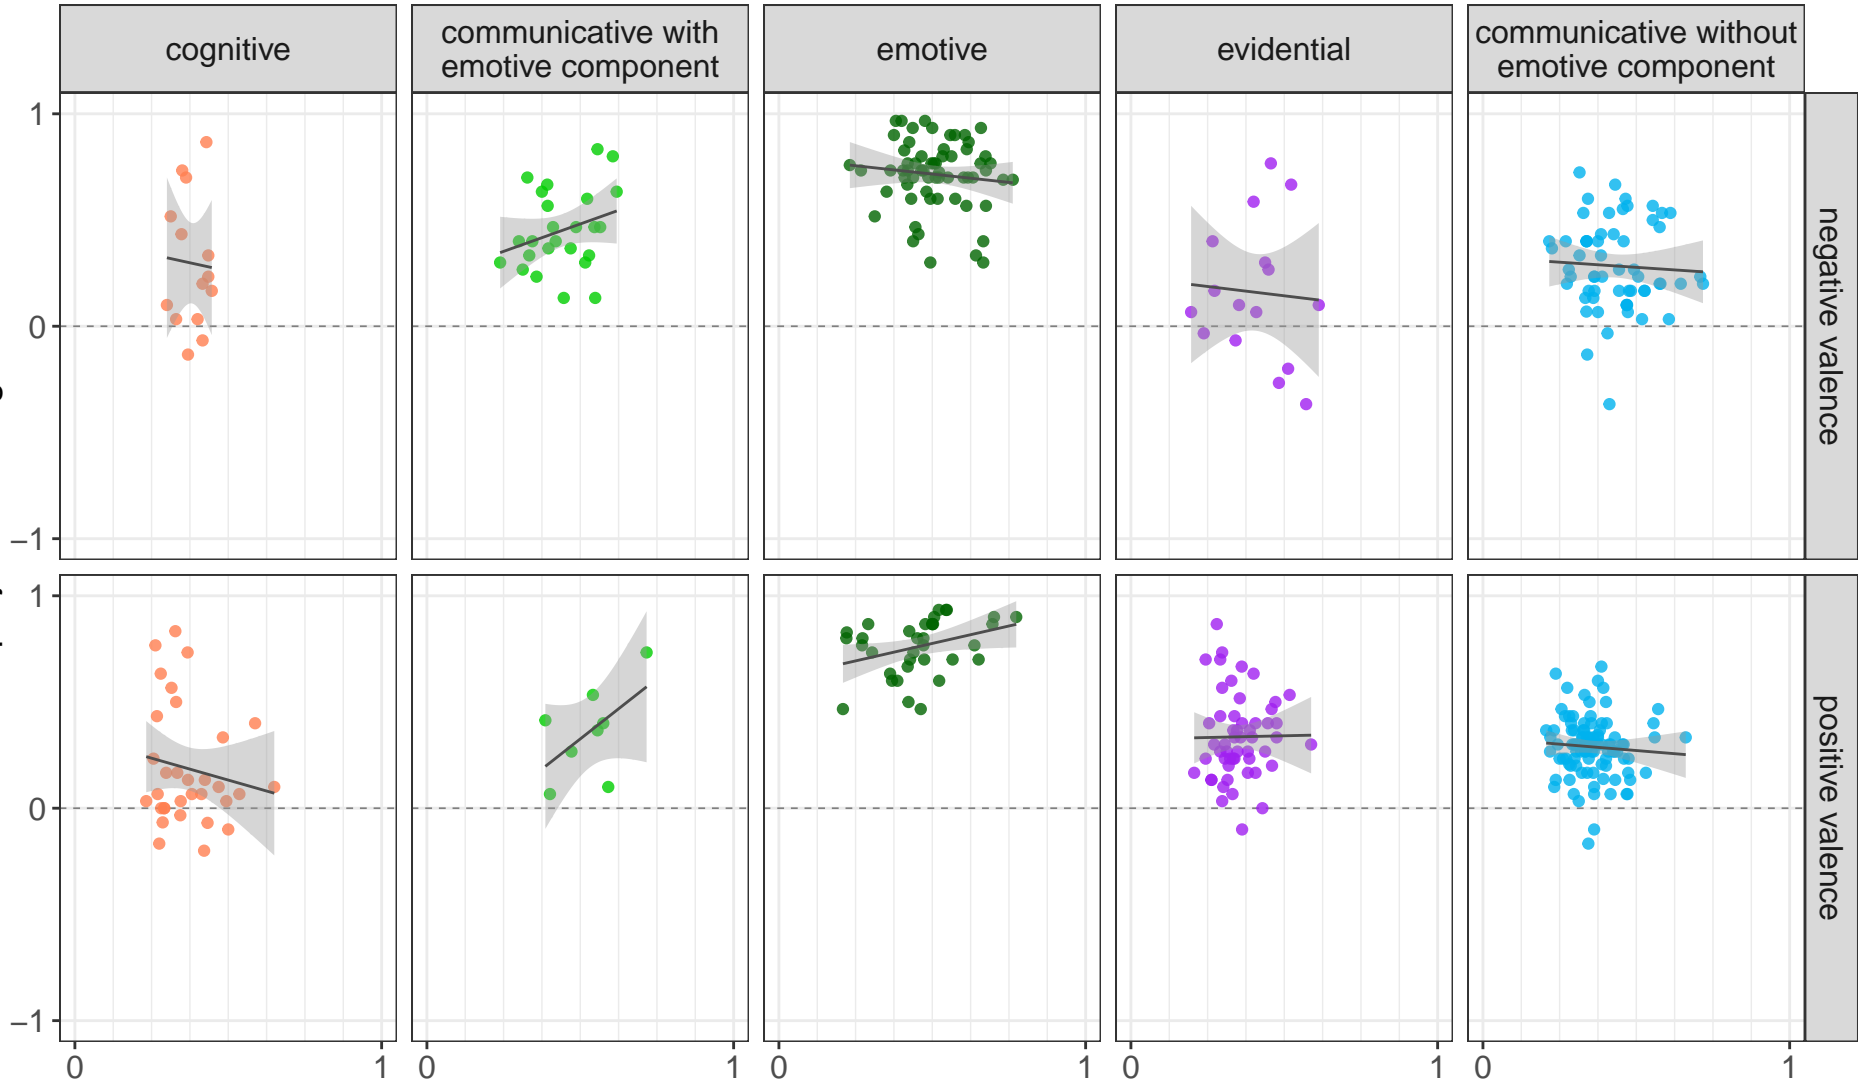 cognitive
communicative with
emotive component
emotive
evidential
communicative without
emotive component
1
0
−1
negative valence
1
0
−1
positive valence
0 1 0 1 0 1 0 1 0 1